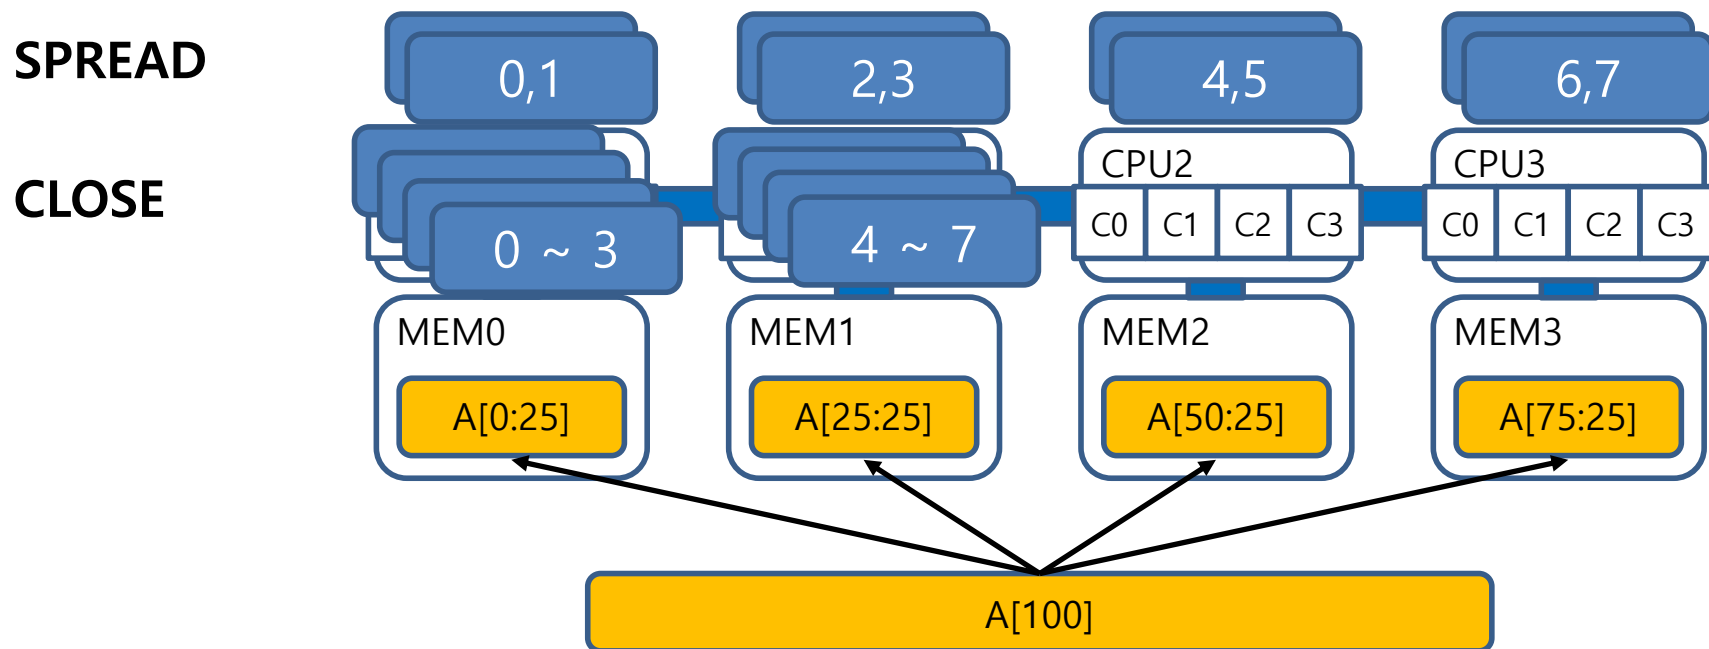 SPREAD
0,1
2,3
4,5
6,7
CLOSE
0 ~ 3
4 ~ 7
CPU2
C0 C1 C2 C3
CPU3
C0 C1 C2 C3
MEM0
A[0:25]
MEM1
A[25:25]
MEM2
A[50:25]
MEM3
A[75:25]
A[100]